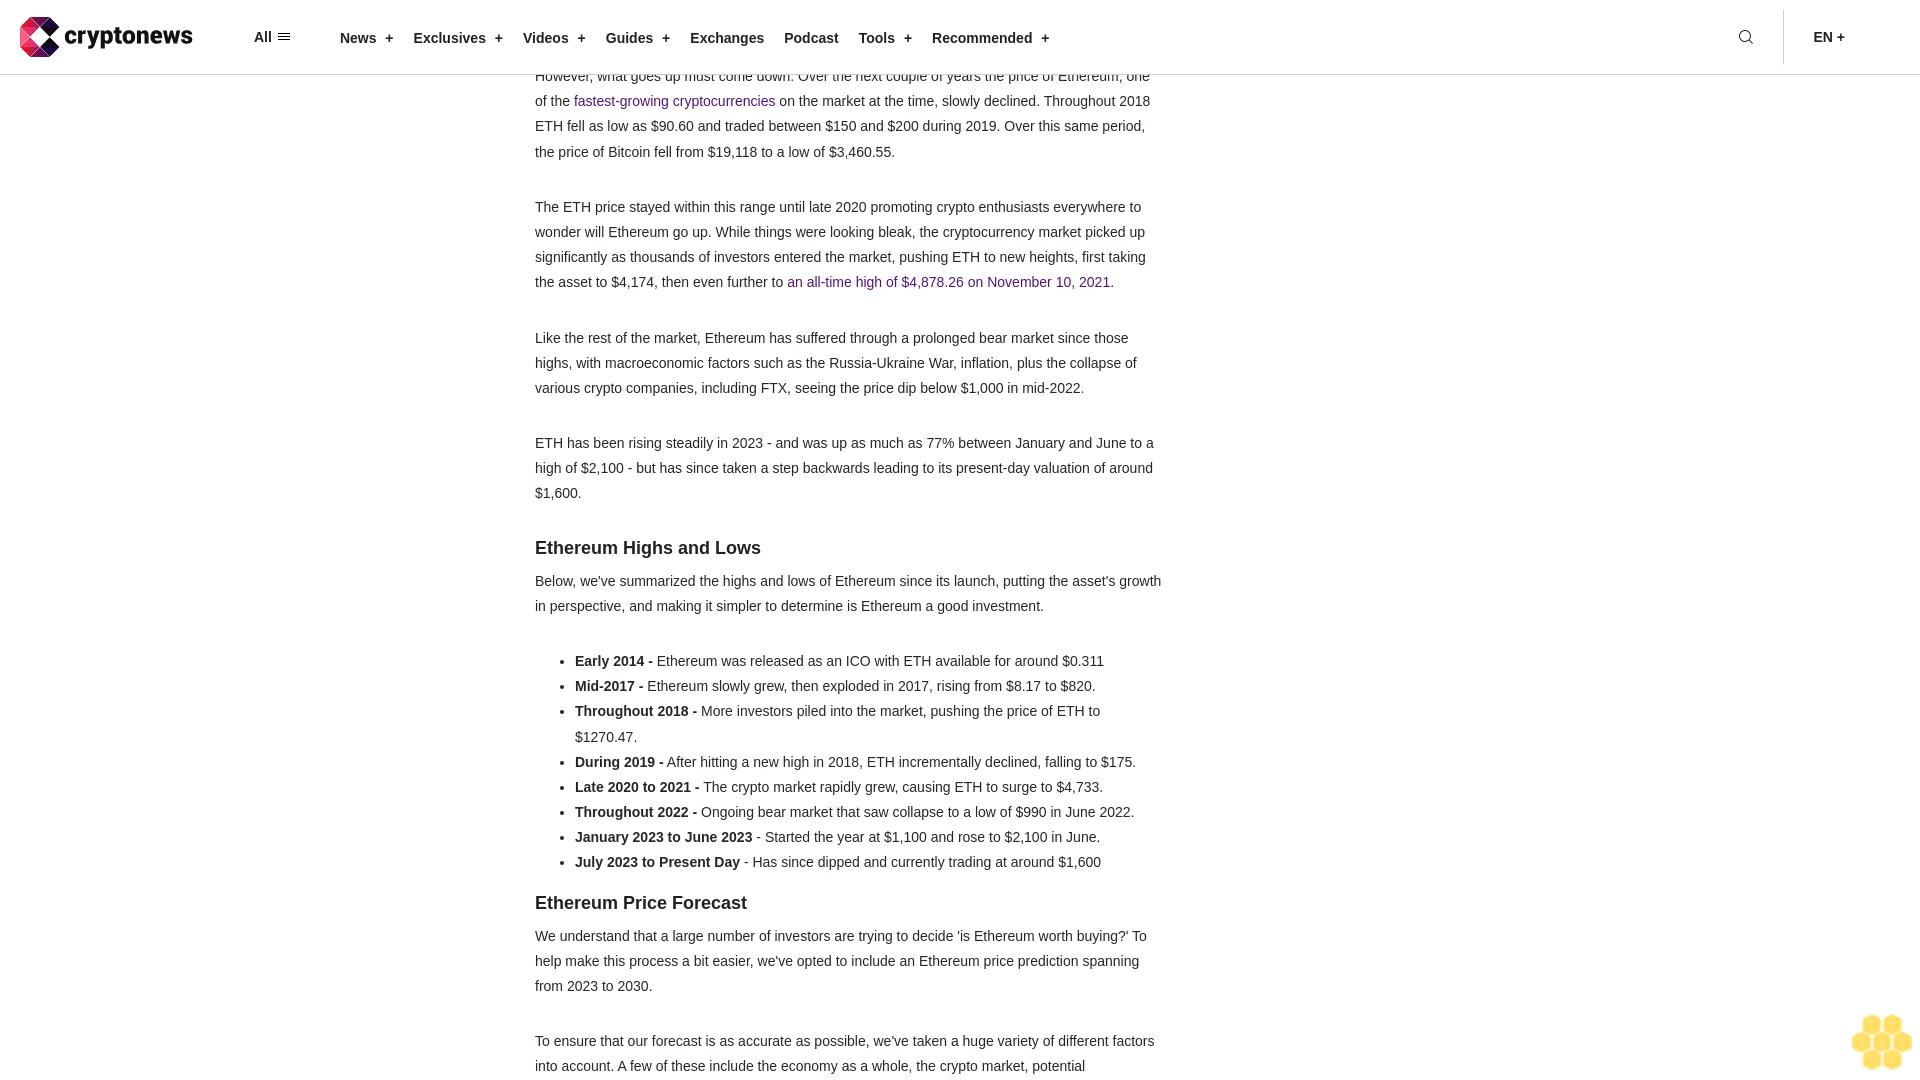 cryptonews
All
News +
Exclusives +
Videos +
Guides +
Exchanges
Podcast
Tools +
Recommended +
EN +
However, what goes up must come down. Over the next couple of years the price of Ethereum, one
of the fastest-growing cryptocurrencies on the market at the time, slowly declined. Throughout 2018
ETH fell as low as $90.60 and traded between $150 and $200 during 2019. Over this same period,
the price of Bitcoin fell from $19,118 to a low of $3,460.55.
The ETH price stayed within this range until late 2020 promoting crypto enthusiasts everywhere to
wonder will Ethereum go up. While things were looking bleak, the cryptocurrency market picked up
significantly as thousands of investors entered the market, pushing ETH to new heights, first taking
the asset to $4,174, then even further to an all-time high of $4,878.26 on November 10, 2021.
Like the rest of the market, Ethereum has suffered through a prolonged bear market since those
highs, with macroeconomic factors such as the Russia-Ukraine War, inflation, plus the collapse of
various crypto companies, including FTX, seeing the price dip below $1,000 in mid-2022.
ETH has been rising steadily in 2023 - and was up as much as 77% between January and June to a
high of $2,100 - but has since taken a step backwards leading to its present-day valuation of around
$1,600.
Ethereum Highs and Lows
Below, we've summarized the highs and lows of Ethereum since its launch, putting the asset's growth
in perspective, and making it simpler to determine is Ethereum a good investment.
• Early 2014 - Ethereum was released as an ICO with ETH available for around $0.311
• Mid-2017 - Ethereum slowly grew, then exploded in 2017, rising from $8.17 to $820.
• Throughout 2018 - More investors piled into the market, pushing the price of ETH to
$1270.47.
• During 2019 - After hitting a new high in 2018, ETH incrementally declined, falling to $175.
• Late 2020 to 2021 - The crypto market rapidly grew, causing ETH to surge to $4,733.
• Throughout 2022 - Ongoing bear market that saw collapse to a low of $990 in June 2022.
• January 2023 to June 2023 - Started the year at $1,100 and rose to $2,100 in June.
• July 2023 to Present Day - Has since dipped and currently trading at around $1,600
Ethereum Price Forecast
We understand that a large number of investors are trying to decide 'is Ethereum worth buying?' To
help make this process a bit easier, we've opted to include an Ethereum price prediction spanning
from 2023 to 2030.
To ensure that our forecast is as accurate as possible, we've taken a huge variety of different factors
into account. A few of these include the economy as a whole, the crypto market, potential